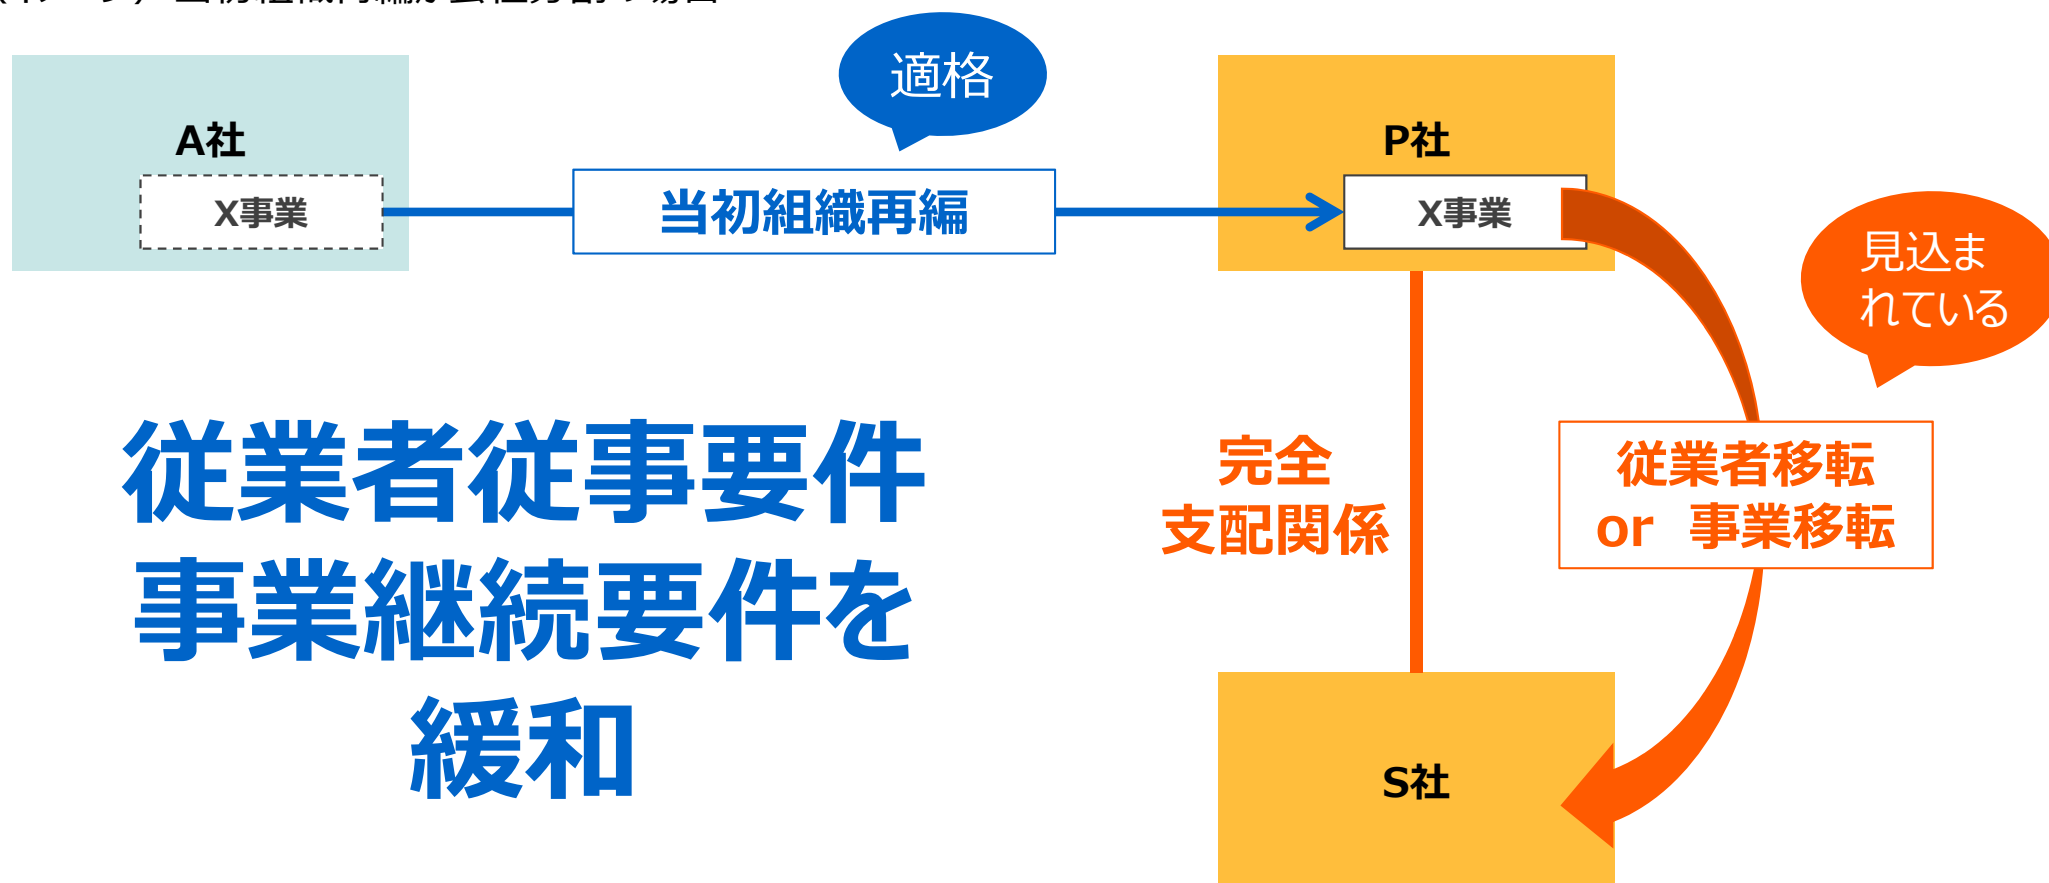 適格
A社
P社
X事業
当初組織再編
X事業
見込ま
れている
従業者従事要件
事業継続要件を
緩和
完全
支配関係
従業者移転
or 事業移転
S社